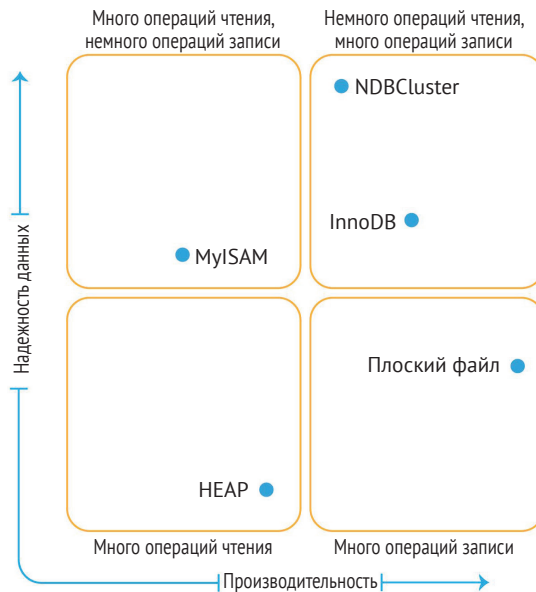 Много операций чтения,
немного операций записи
Немного операций чтения,
много операций записи
NDBCluster
InnoDB
MyISAM
Надежность данных
Плоский файл
HEAP
Много операций чтения
Много операций записи
Производительность